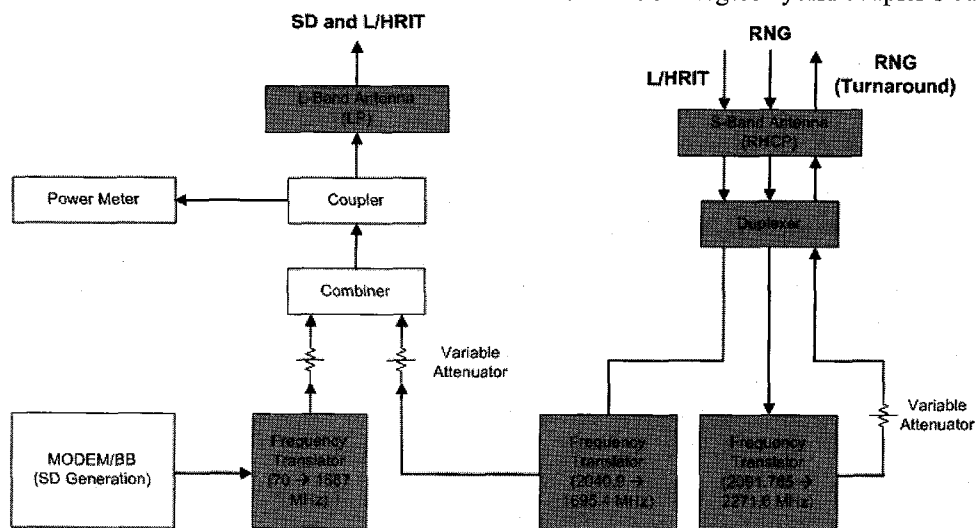 SD and L/HRIT
RNG
RNG
(Turnaround)
L/HRIT
L-Band Antenna
(LP)
S-Band Antenna
(RHCP)
Power Meter
Coupler
Duplexer
Combiner
Variable
Attenuator
Variable
Attenuator
MODEM/BB
(SD Generation)
Frequency
Translator
(70 → 1687
MHz)
Frequency
Translator
(2040.9 →
1695.4 MHz)
Frequency
Translator
→
2271.6 MHz)